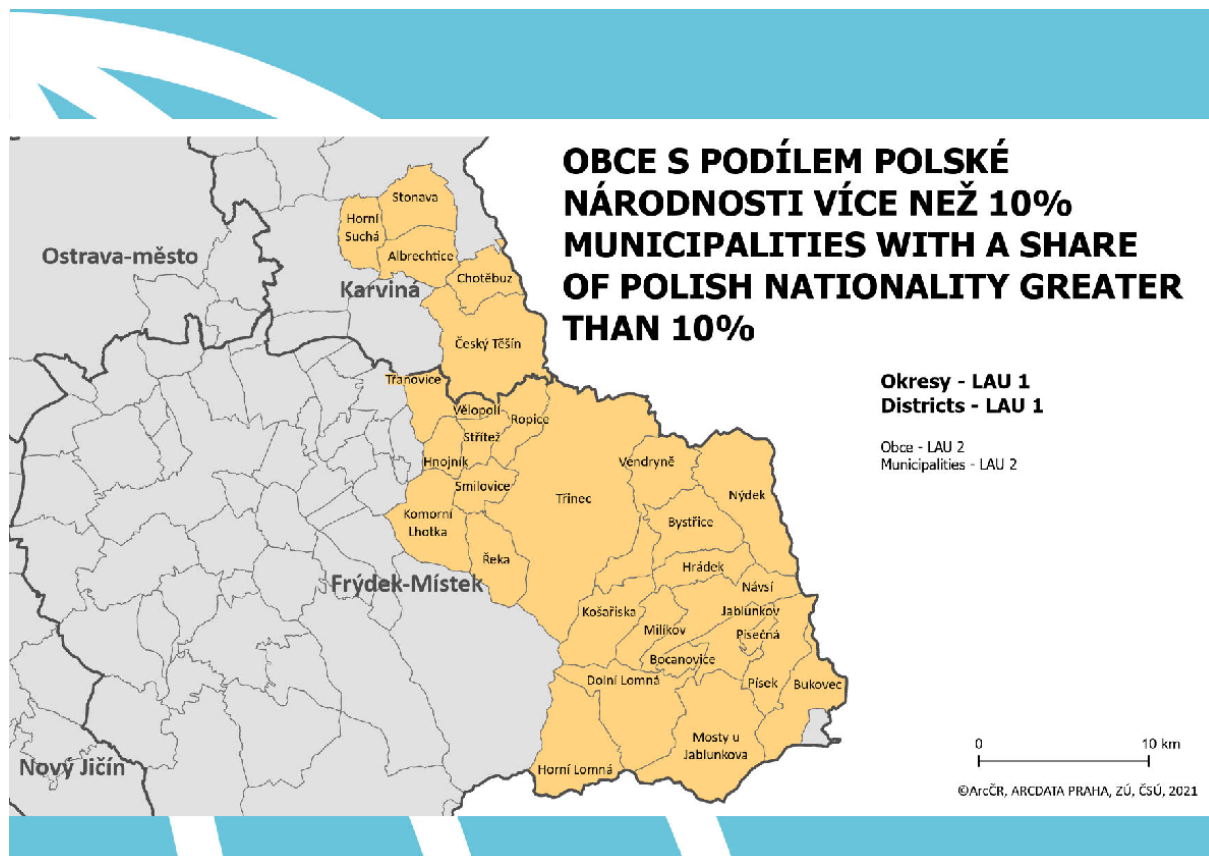 OBCE S PODÍLEM POLSKÉ
NÁRODNOSTI VÍCE NEŽ 10%
MUNICIPALITIES WITH A SHARE
OF POLISH NATIONALITY GREATER
THAN 10%
Okresy - LAU 1
Districts - LAU 1
Obce - LAU 2
Municipalities - LAU 2
Stonava
Horní
Suchá
Albrechtice
Ostrava-město
Karviná
Chotěbuz
Český Těšín
Třanovice
Vělopolí
Ropice
Střítež
Hnojník
Vendryně
Smilovice
Třinec
Nýdek
Komorní
Lhotka
Bystřice
Řeka
Hrádek
Frýdek-Místek
Návsí
Košařiska
Jablunkov
Milíkov
Písečná
Bocanovice
Dolní Lomná
Písek
Bukovec
Mosty u
Jablunkova
Horní Lomná
Nový Jičín
0 10 km
©ArcČR, ARCDATA PRAHA, ZÚ, ČSÚ, 2021